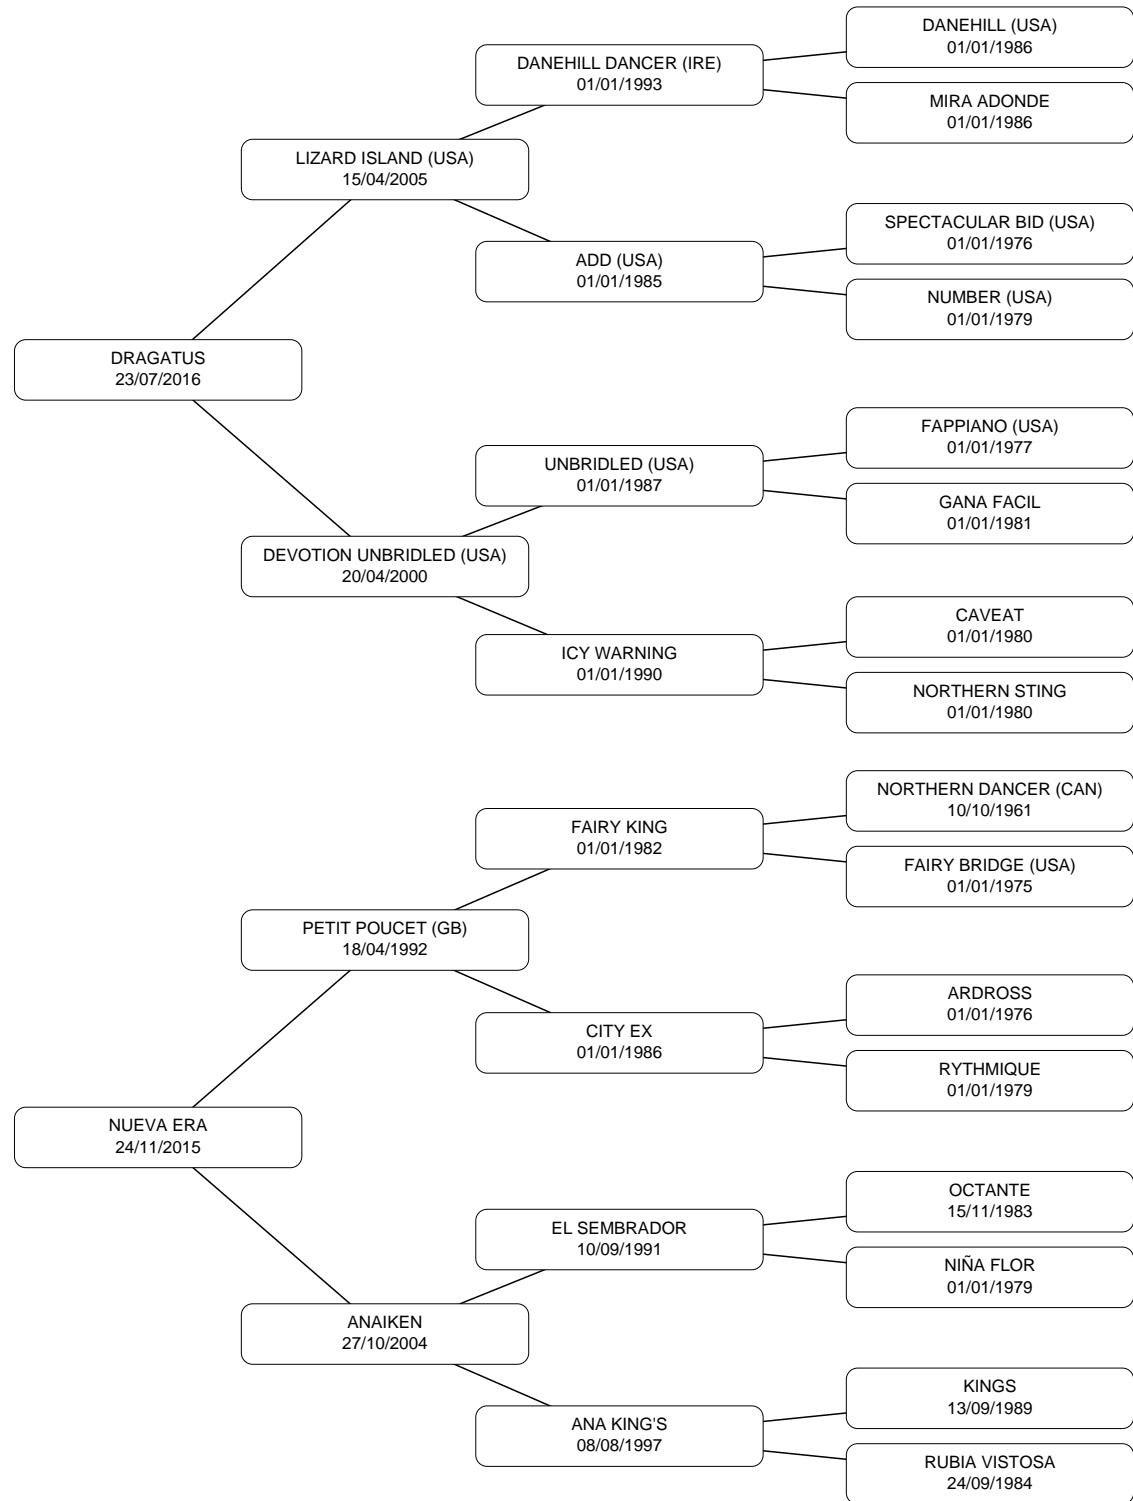 DANEHILL (USA)
01/01/1986
DANEHILL DANCER (IRE)
01/01/1993
MIRA ADONDE
01/01/1986
LIZARD ISLAND (USA)
15/04/2005
SPECTACULAR BID (USA)
01/01/1976
ADD (USA)
01/01/1985
NUMBER (USA)
01/01/1979
DRAGATUS
23/07/2016
FAPPIANO (USA)
01/01/1977
UNBRIDLED (USA)
01/01/1987
GANA FACIL
01/01/1981
DEVOTION UNBRIDLED (USA)
20/04/2000
CAVEAT
01/01/1980
ICY WARNING
01/01/1990
NORTHERN STING
01/01/1980
NORTHERN DANCER (CAN)
10/10/1961
FAIRY KING
01/01/1982
FAIRY BRIDGE (USA)
01/01/1975
PETIT POUCET (GB)
18/04/1992
ARDROSS
01/01/1976
CITY EX
01/01/1986
RYTHMIQUE
01/01/1979
NUEVA ERA
24/11/2015
OCTANTE
15/11/1983
EL SEMBRADOR
10/09/1991
NIÑA FLOR
01/01/1979
ANAIKEN
27/10/2004
KINGS
13/09/1989
ANA KING'S
08/08/1997
RUBIA VISTOSA
24/09/1984